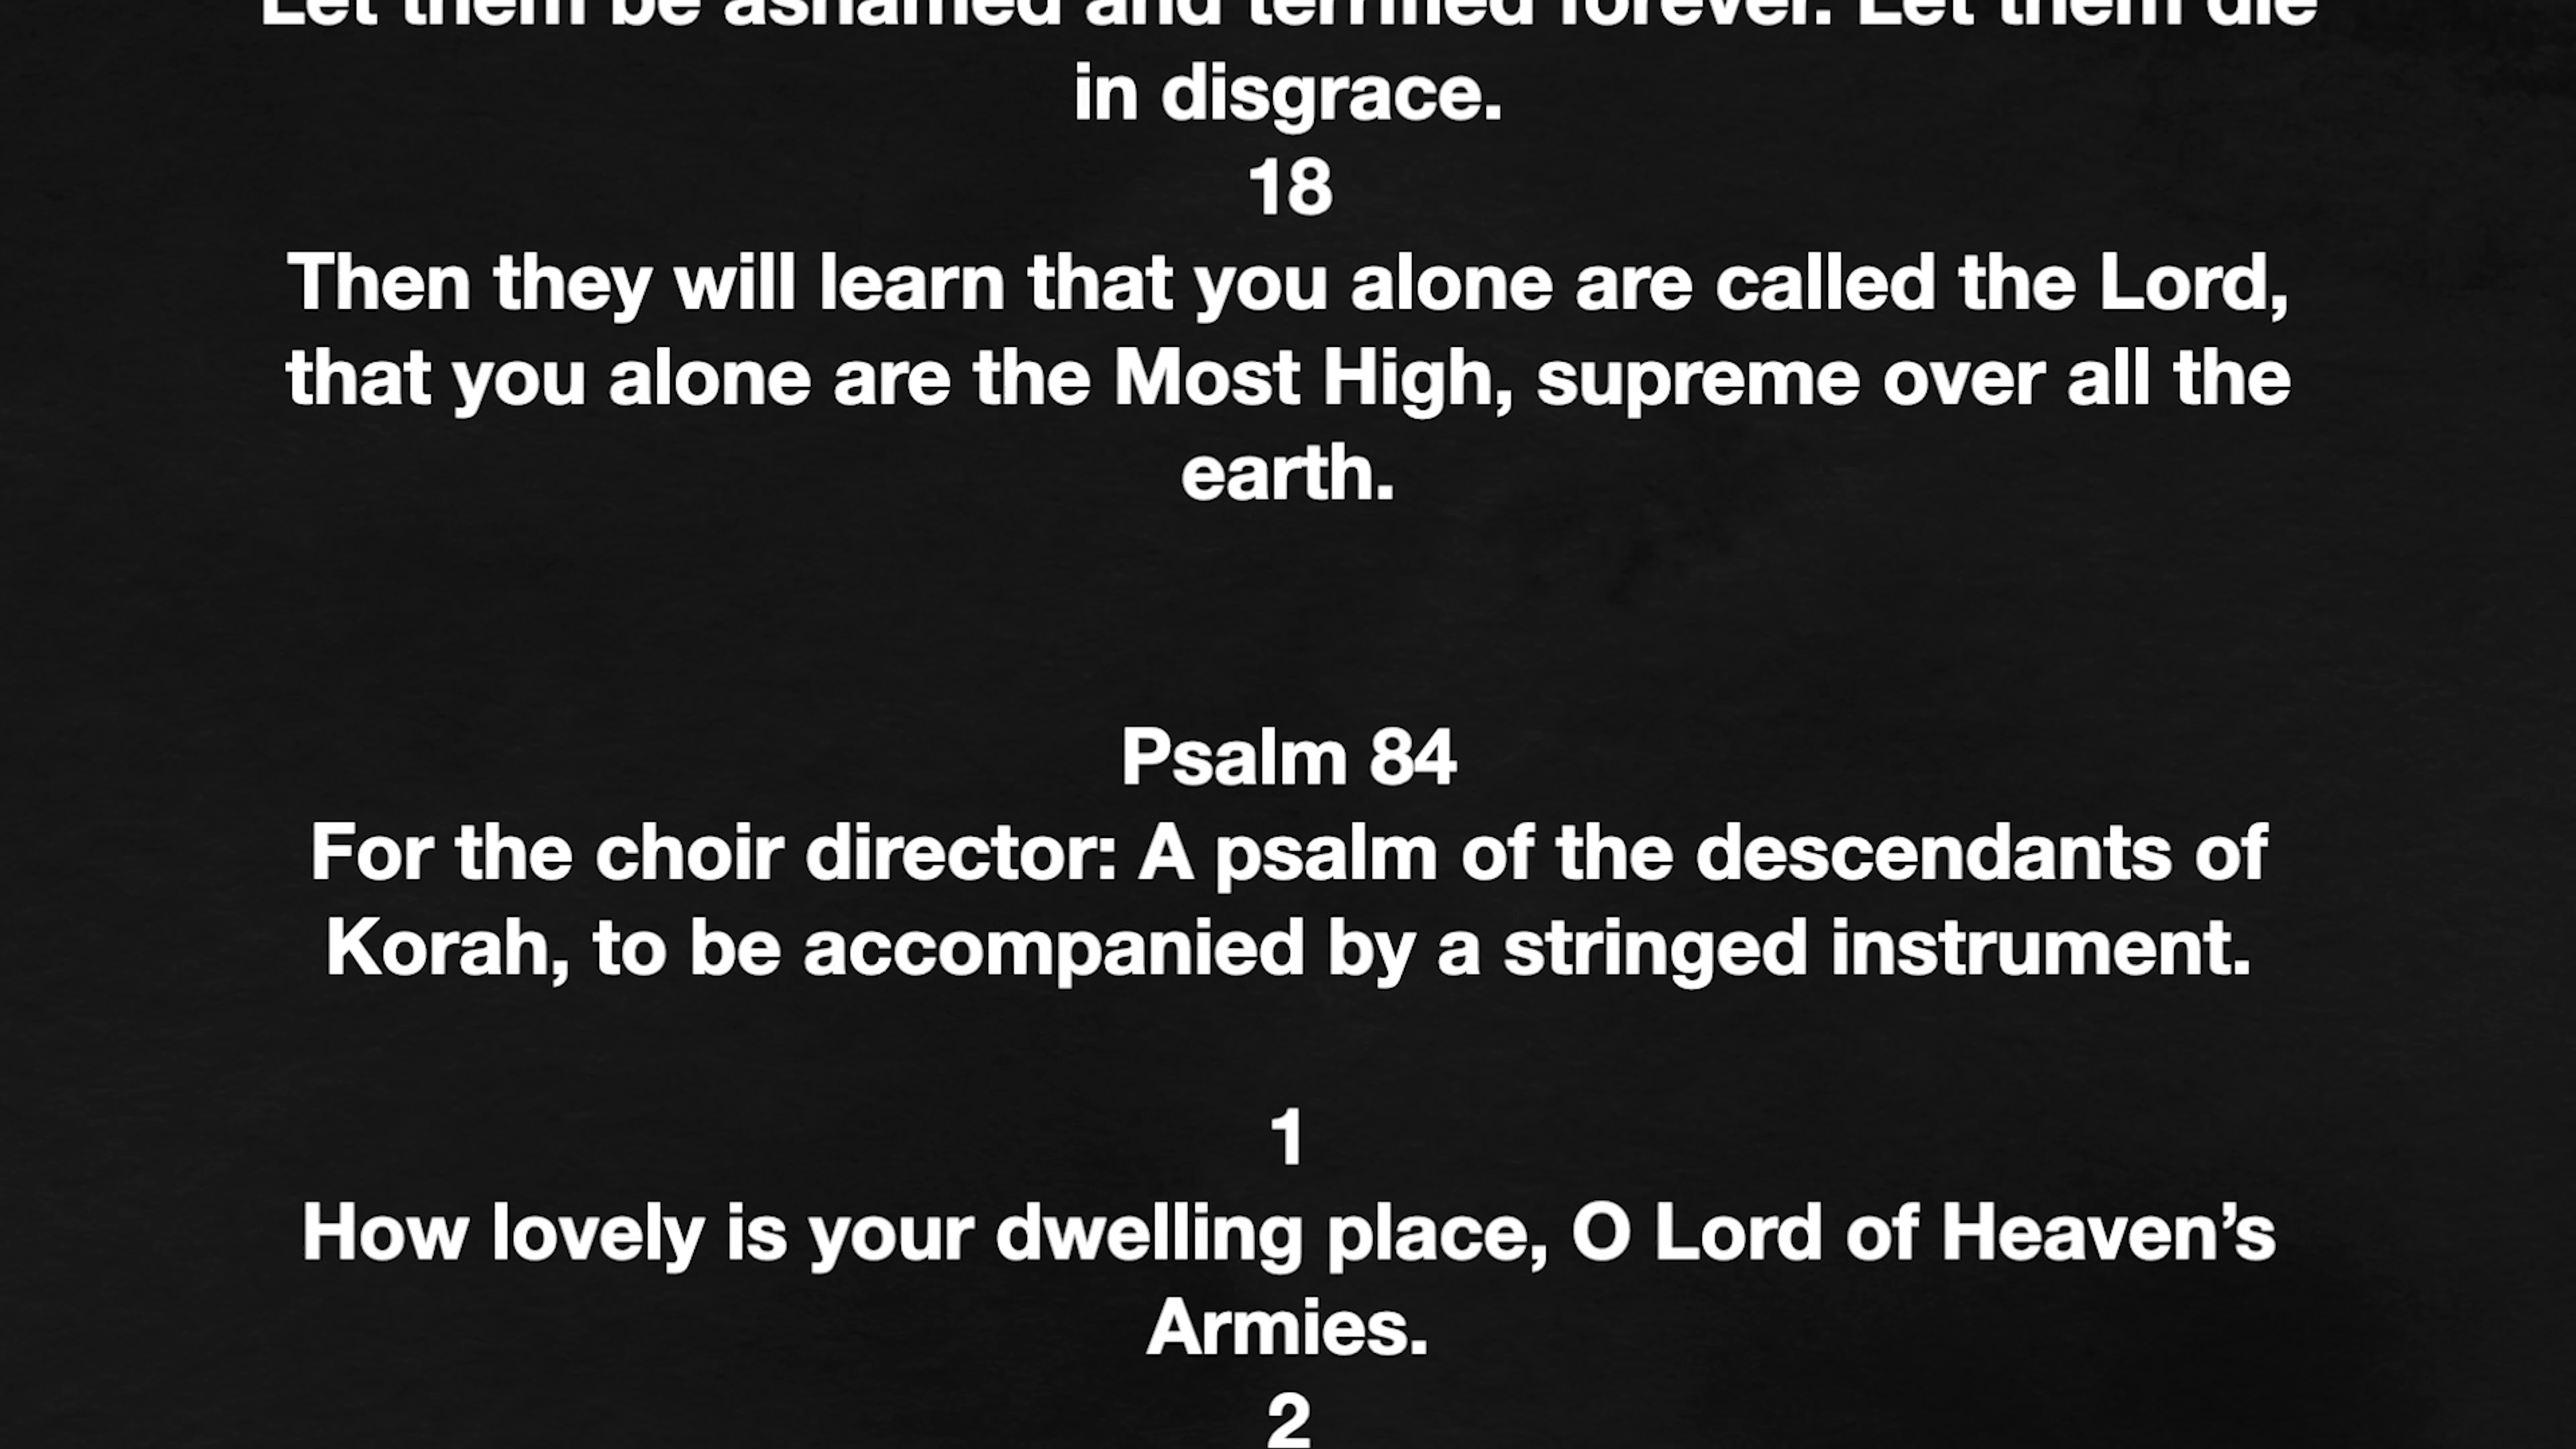 Let them be ashamed and terrified forever. Let them die
in disgrace.
18
Then they will learn that you alone are called the Lord,
that you alone are the Most High, supreme over all the
earth.
Psalm 84
For the choir director: A psalm of the descendants of
Korah, to be accompanied by a stringed instrument.
1
How lovely is your dwelling place, O Lord of Heaven’s
Armies.
2